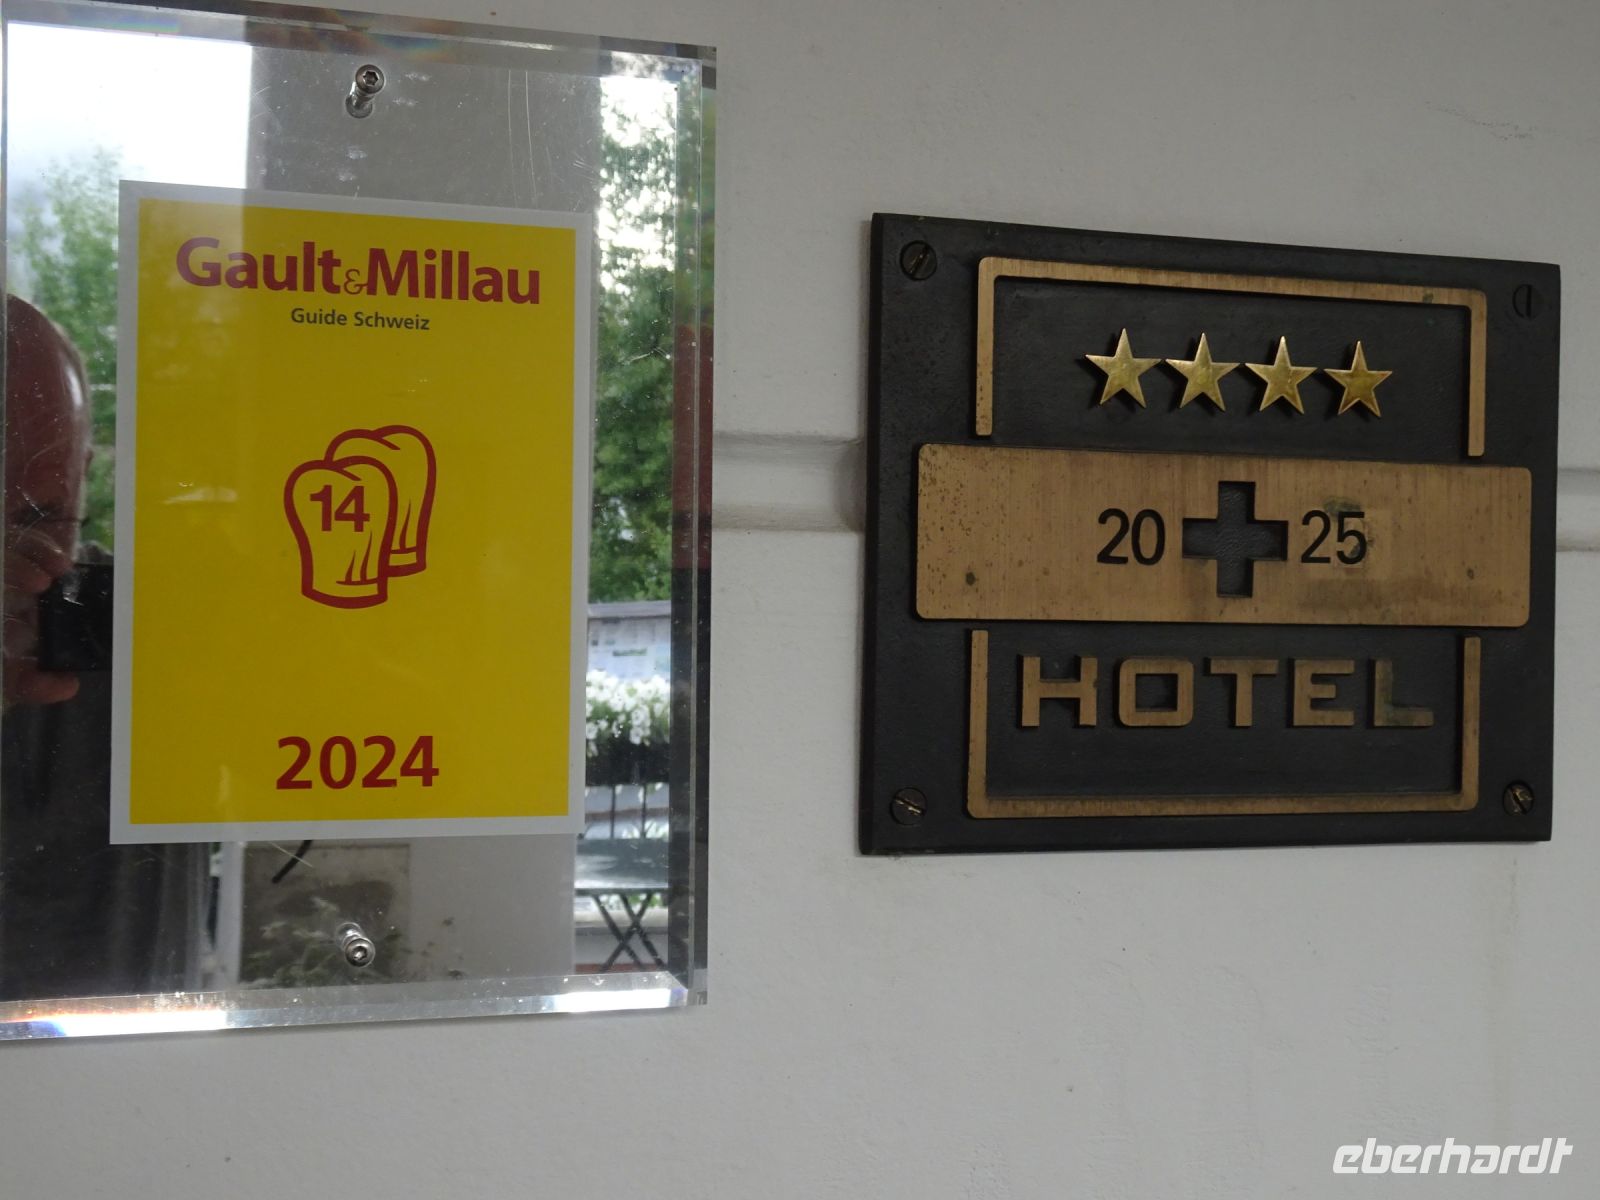 Gault&Millau
Guide Schweiz
14
2024
20 25
HOTEL
eberhardt